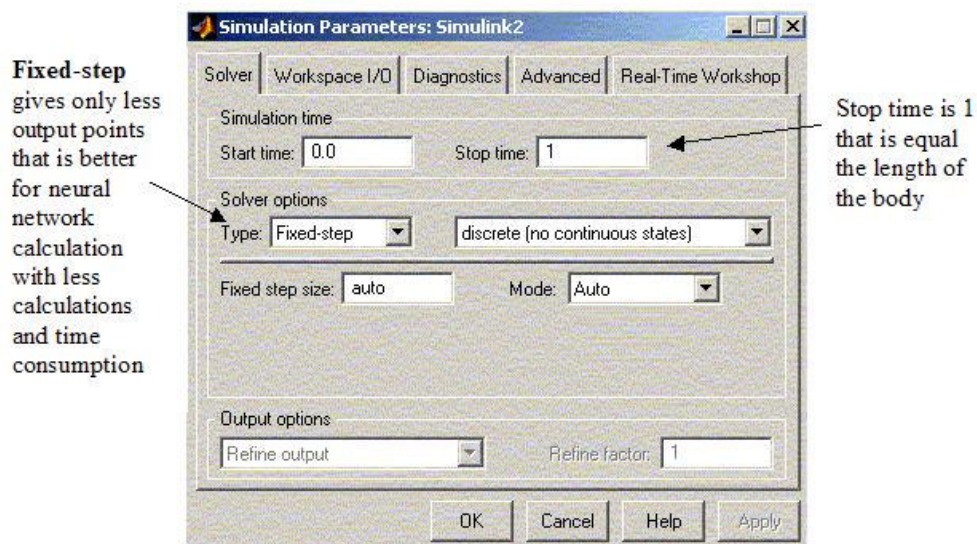 Simulation Parameters: Simulink2
Solver Workspace I/O Diagnostics Advanced Real-Time Workshop
Simulation time
Start time: 0.0 Stop time: 1
Solver options
Type: Fixed-step discrete (no continuous states)
Fixed step size: auto Mode: Auto
Output options
Refine output Refine factor: 1
OK Cancel Help Apply
Fixed-step
gives only less
output points
that is better
for neural
network
calculation
with less
calculations
and time
consumption
Stop time is 1
that is equal
the length of
the body